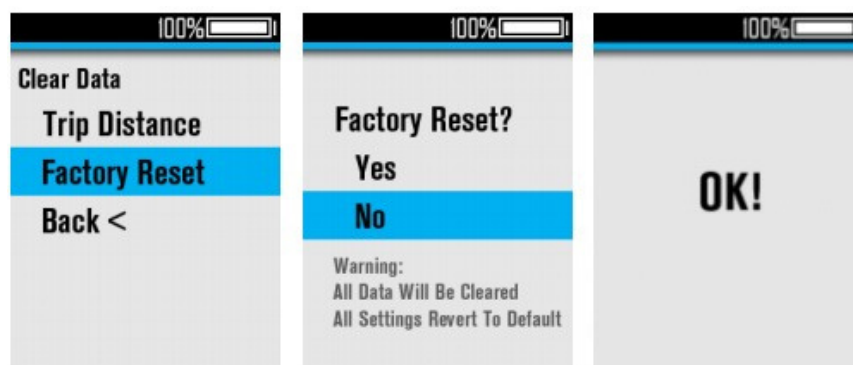 100%
Clear Data
Trip Distance
Factory Reset
Back <
100%
Factory Reset?
Yes
No
Warning:
All Data Will Be Cleared
All Settings Revert To Default
100%
OK!